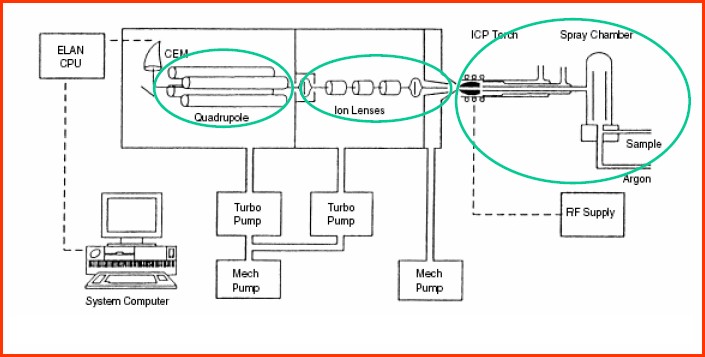 ICP Torch
Spray Chamber
ELAN
CPU
CEM
Quadrupole
Ion Lenses
Sample
Argon
Turbo
Pump
Turbo
Pump
RF Supply
Mech
Pump
Mech
Pump
System Computer